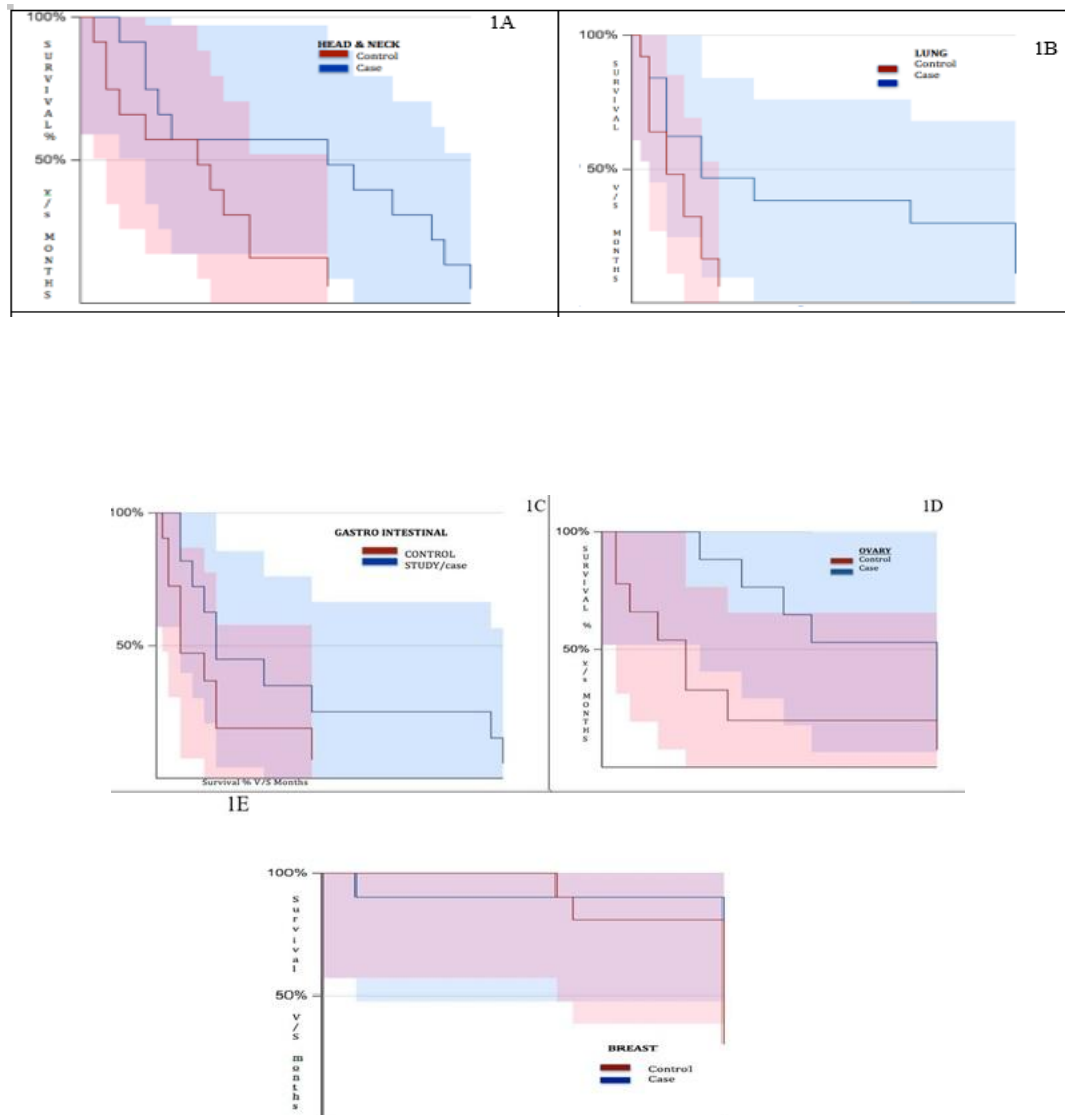 1A
100%
HEAD & NECK
Control
Case
SURVIVAL% v/s MONTHS
50%
1B
100%
LUNG
Control
Case
SURVIVAL V/S MONTHS
50%
1C
100%
GASTRO INTESTINAL
CONTROL
STUDY/case
50%
Survival % V/S Months
1D
100%
OVARY
Control
Case
SURVIVAL % v/s MONTHS
50%
1E
100%
Survival V/S months
50%
BREAST
Control
Case